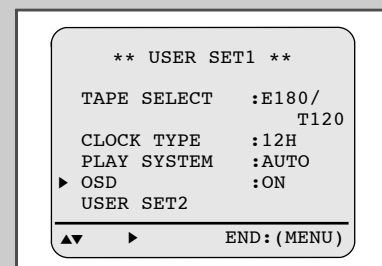 ** USER SET1 **
TAPE SELECT :E180/
T120
CLOCK TYPE :12H
PLAY SYSTEM :AUTO
▶ OSD :ON
USER SET2
▲▼ ▶ END:(MENU)